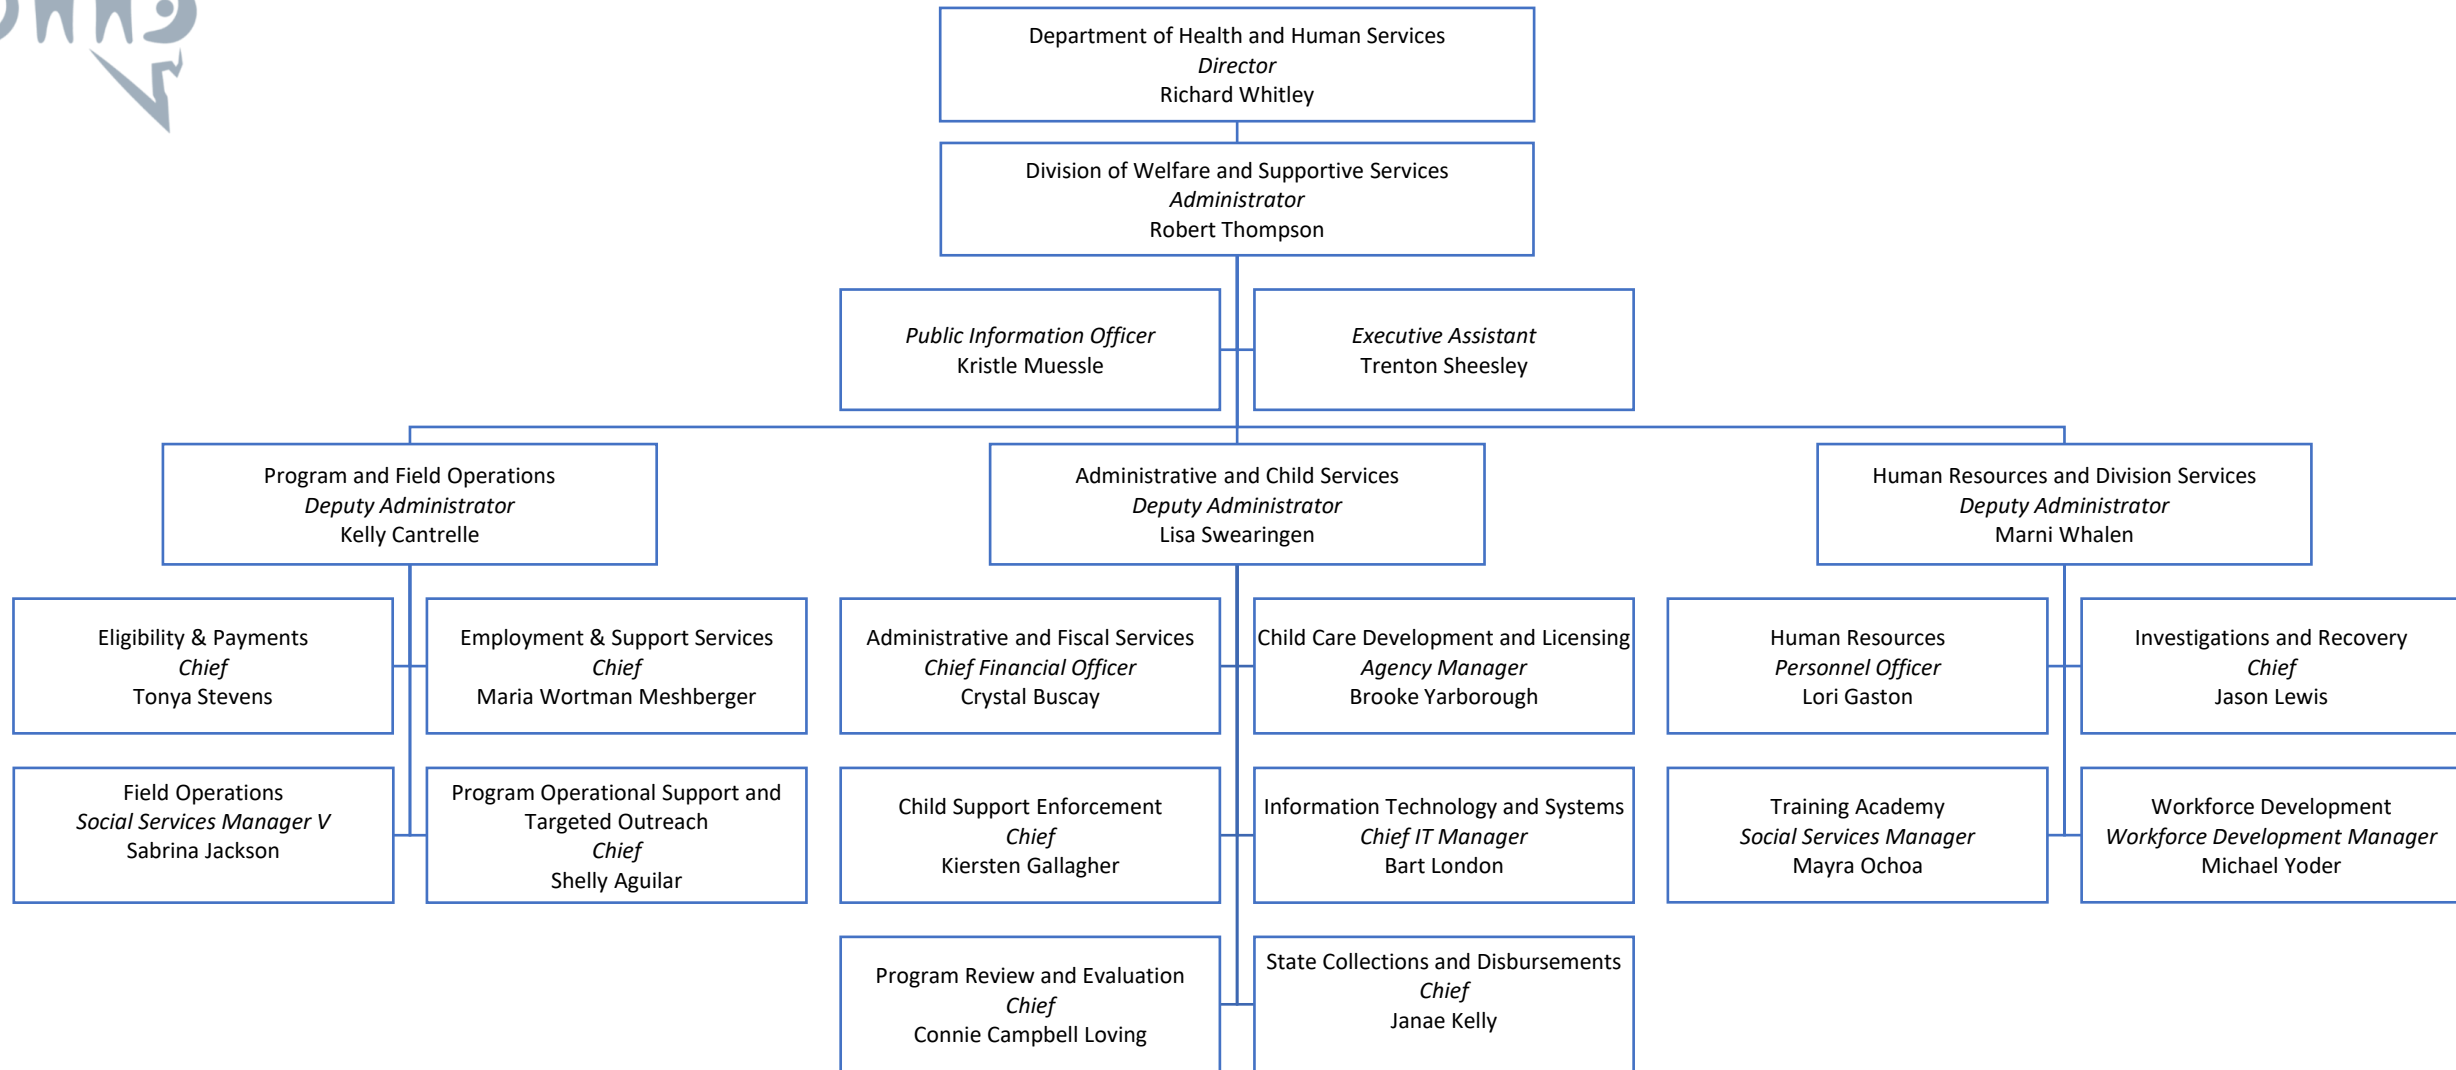 Department of Health and Human Services
Director
Richard Whitley
Division of Welfare and Supportive Services
Administrator
Robert Thompson
Public Information Officer
Kristle Muessle
Executive Assistant
Trenton Sheesley
Program and Field Operations
Deputy Administrator
Kelly Cantrelle
Administrative and Child Services
Deputy Administrator
Lisa Swearingen
Human Resources and Division Services
Deputy Administrator
Marni Whalen
Eligibility & Payments
Chief
Tonya Stevens
Employment & Support Services
Chief
Maria Wortman Meshberger
Administrative and Fiscal Services
Chief Financial Officer
Crystal Buscay
Child Care Development and Licensing
Agency Manager
Brooke Yarborough
Human Resources
Personnel Officer
Lori Gaston
Investigations and Recovery
Chief
Jason Lewis
Field Operations
Social Services Manager V
Sabrina Jackson
Program Operational Support and
Targeted Outreach
Chief
Shelly Aguilar
Child Support Enforcement
Chief
Kiersten Gallagher
Information Technology and Systems
Chief IT Manager
Bart London
Training Academy
Social Services Manager
Mayra Ochoa
Workforce Development
Workforce Development Manager
Michael Yoder
Program Review and Evaluation
Chief
Connie Campbell Loving
State Collections and Disbursements
Chief
Janae Kelly